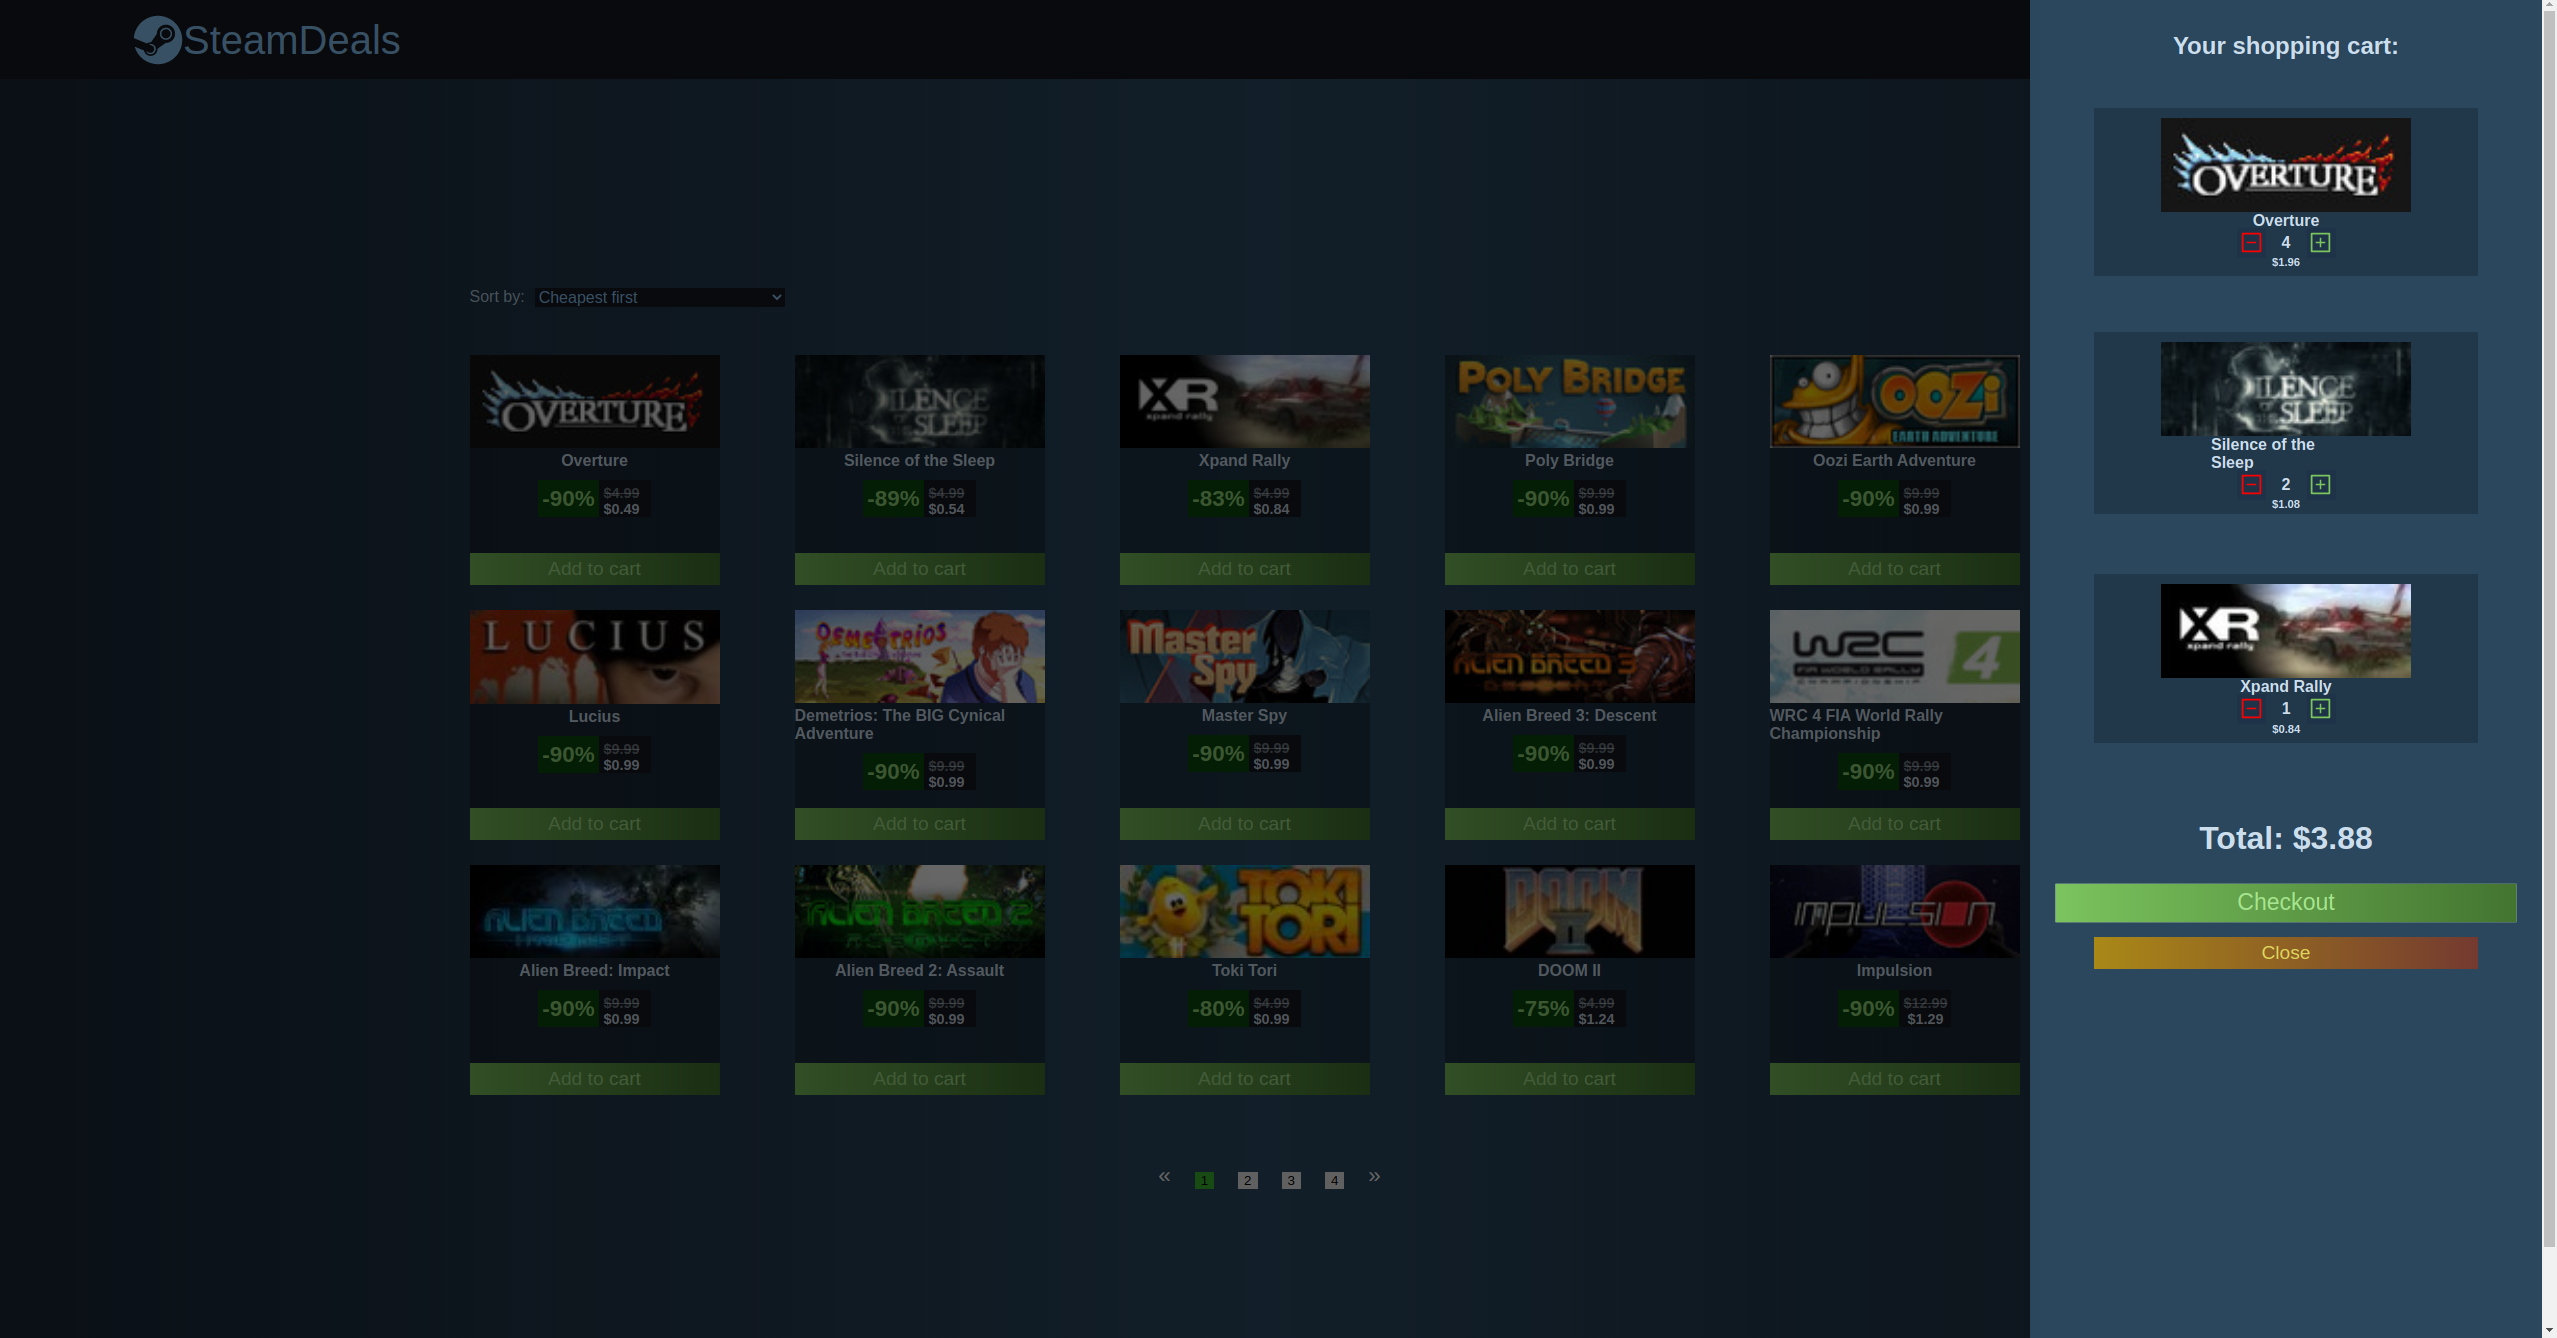 SteamDeals
Sort by: Cheapest first
OVERTURE
Overture
-90% $4.99
$0.49
Add to cart
SILENCE
OF THE
SLEEP
Silence of the Sleep
-89% $4.99
$0.54
Add to cart
XR
xpand rally
Xpand Rally
-83% $4.99
$0.84
Add to cart
POLY BRIDGE
Poly Bridge
-90% $9.99
$0.99
Add to cart
OOZi
EARTH ADVENTURE
Oozi Earth Adventure
-90% $9.99
$0.99
Add to cart
LUCIUS
Lucius
-90% $9.99
$0.99
Add to cart
DEMETRIOS
Demetrios: The BIG Cynical
Adventure
-90% $9.99
$0.99
Add to cart
Master
Spy
Master Spy
-90% $9.99
$0.99
Add to cart
ALIEN BREED 3
DESCENT
Alien Breed 3: Descent
-90% $9.99
$0.99
Add to cart
WRC 4
FIA WORLD RALLY
CHAMPIONSHIP
WRC 4 FIA World Rally
Championship
-90% $9.99
$0.99
Add to cart
ALIEN BREED
IMPACT
Alien Breed: Impact
-90% $9.99
$0.99
Add to cart
ALIEN BREED 2
ASSAULT
Alien Breed 2: Assault
-90% $9.99
$0.99
Add to cart
TOKI
TORI
Toki Tori
-80% $4.99
$0.99
Add to cart
DOOM
II
DOOM II
-75% $4.99
$1.24
Add to cart
IMPULSION
Impulsion
-90% $12.99
$1.29
Add to cart
« 1 2 3 4 »
Your shopping cart:
OVERTURE
Overture
4
$1.96
SILENCE
OF THE
SLEEP
Silence of the
Sleep
2
$1.08
XR
xpand rally
Xpand Rally
1
$0.84
Total: $3.88
Checkout
Close